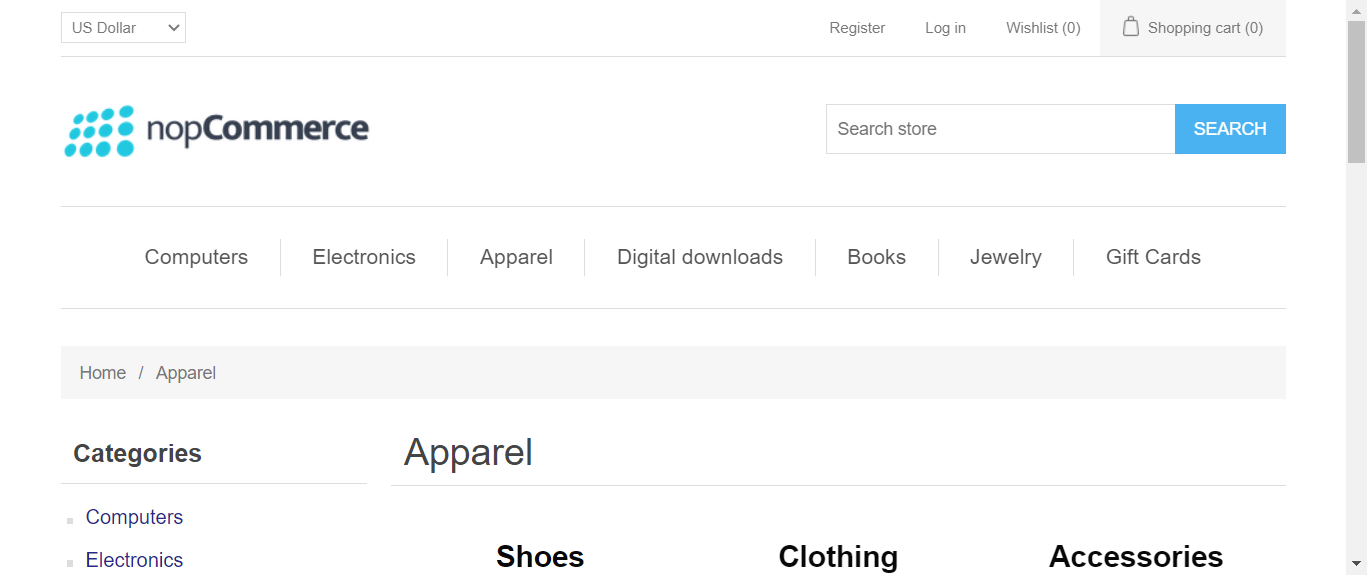 US Dollar
Register
Log in
Wishlist (0)
Shopping cart (0)
nopCommerce
Search store
SEARCH
Computers
Electronics
Apparel
Digital downloads
Books
Jewelry
Gift Cards
Home / Apparel
Categories
Computers
Electronics
Apparel
Shoes
Clothing
Accessories